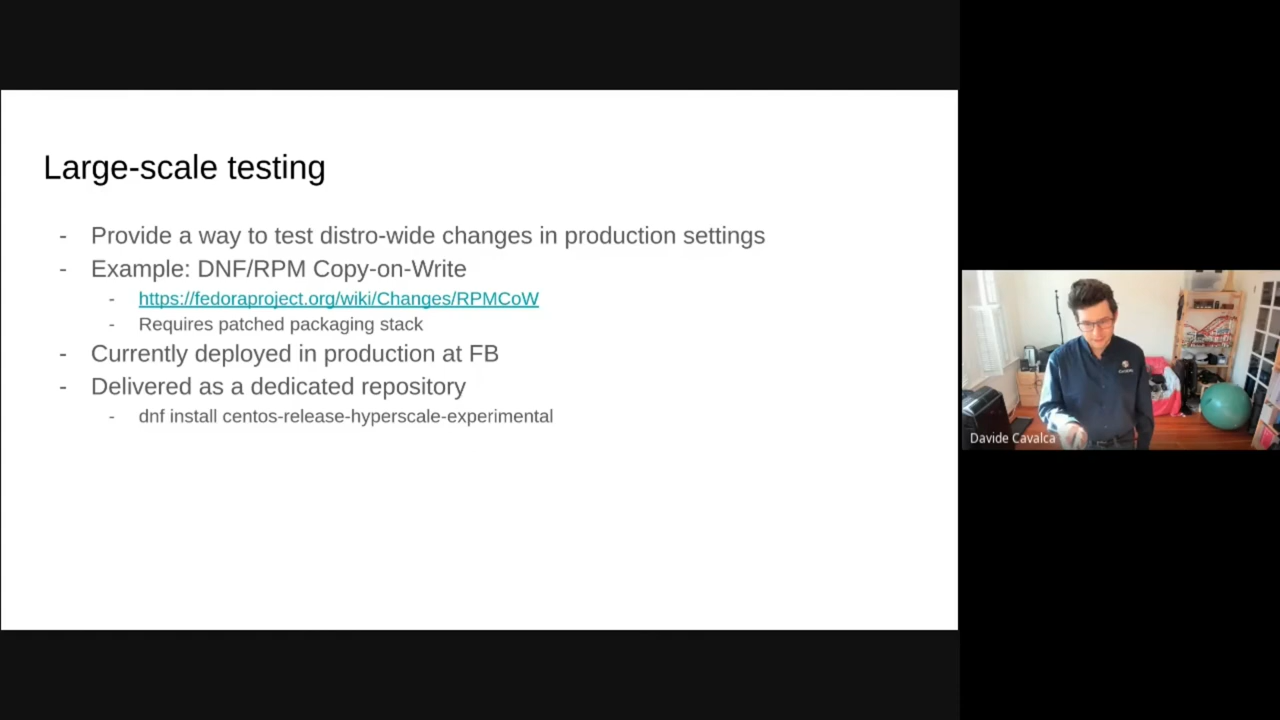 Large-scale testing
- Provide a way to test distro-wide changes in production settings
- Example: DNF/RPM Copy-on-Write
- https://fedoraproject.org/wiki/Changes/RPMCoW
- Requires patched packaging stack
- Currently deployed in production at FB
- Delivered as a dedicated repository
- dnf install centos-release-hyperscale-experimental
Davide Cavalca